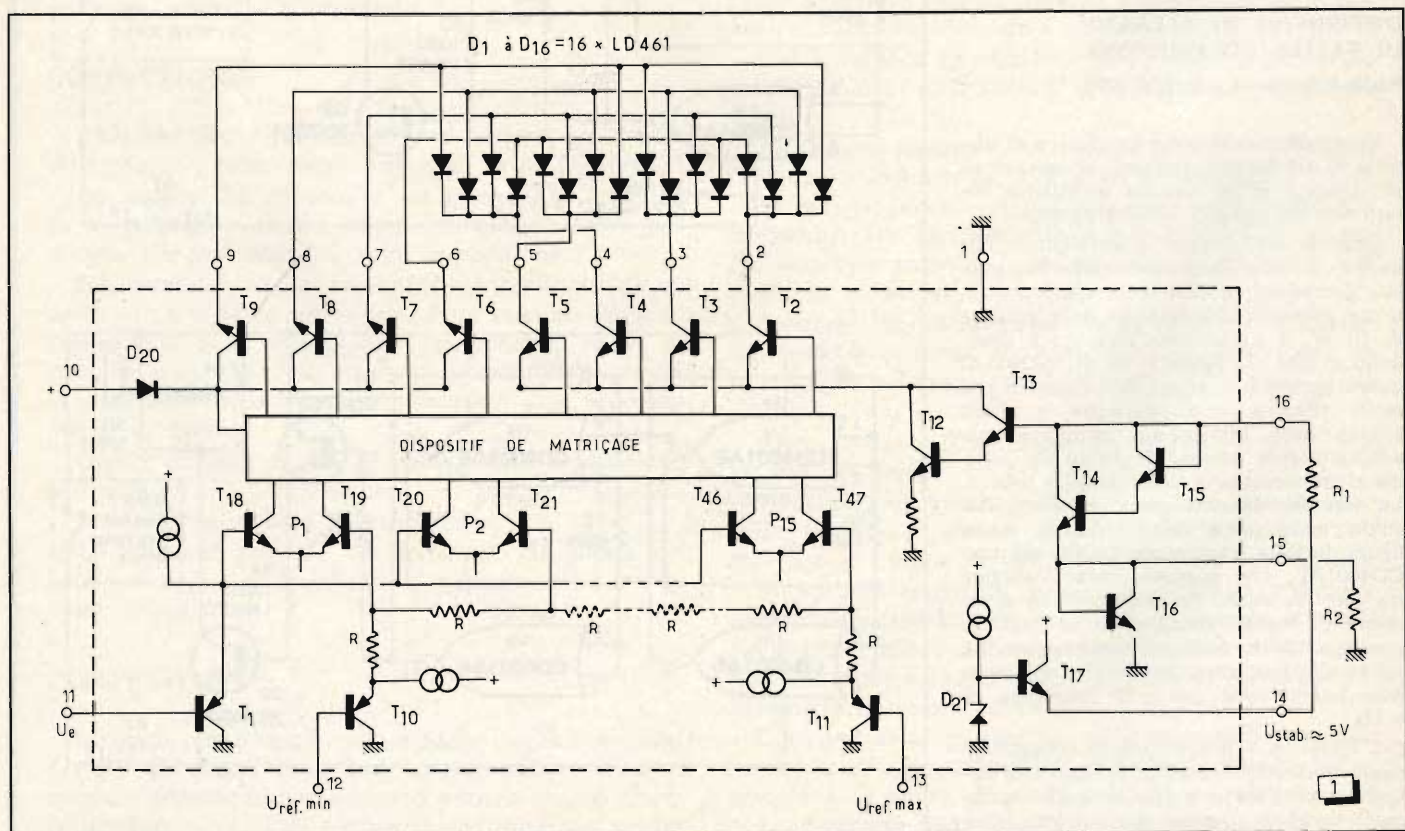 D1 à D16 = 16 × LD461
9 8 7 6 5 4 3 2 1
T9 T8 T7 T6 T5 T4 T3 T2
D20
10
+
T13
T12
16
DISPOSITIF DE MATRIÇAGE
T14
T15
R1
T18 T19 T20 T21 T46 T47
P1 P2 P15
+
15
+
T16
R2
R R R R
R R
D21
T17
+
14
Ustab. ≈ 5V
+ +
11
Ue
T1
T10
T11
12
Uréf. min
13
Uref. max
1